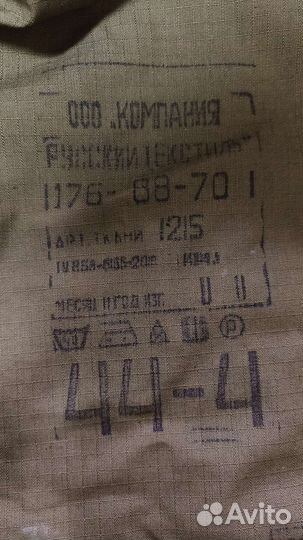 ООО „КОМПАНИЯ
РУССКИЙ ТЕКСТИЛЬ"
176-88-70
АРТ. ТКАНИ 1215
МЕСЯЦ И ГОД ИЗГ.
P
44-4
Avito